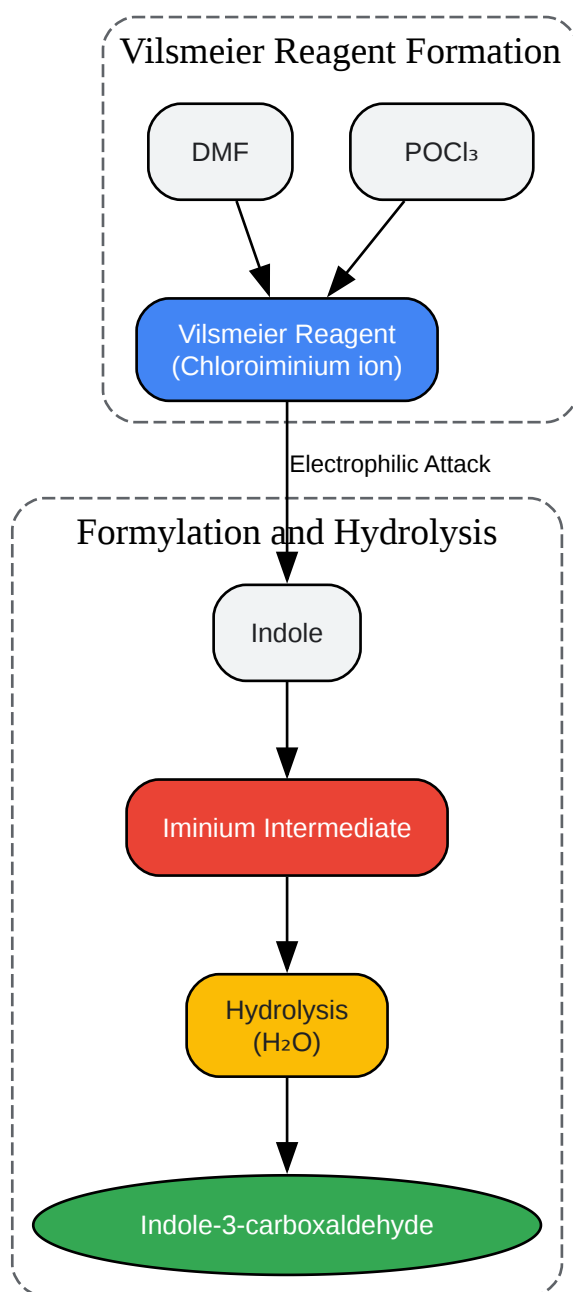 Vilsmeier Reagent Formation
DMF
POCl₃
Vilsmeier Reagent
(Chloroiminium ion)
Electrophilic Attack
Formylation and Hydrolysis
Indole
Iminium Intermediate
Hydrolysis
(H₂O)
Indole-3-carboxaldehyde